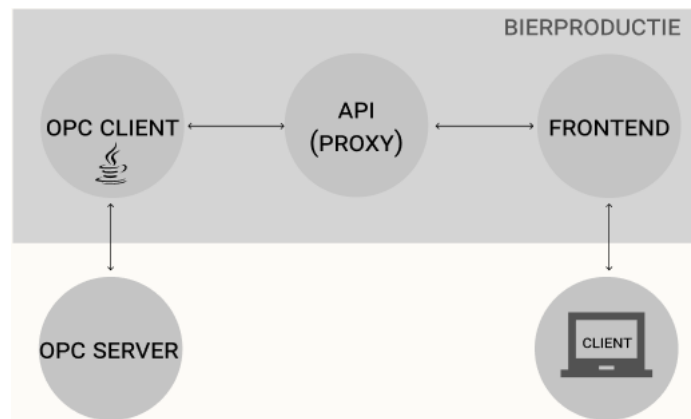 BIERPRODUCTIE
OPC CLIENT
API
(PROXY)
FRONTEND
OPC SERVER
CLIENT